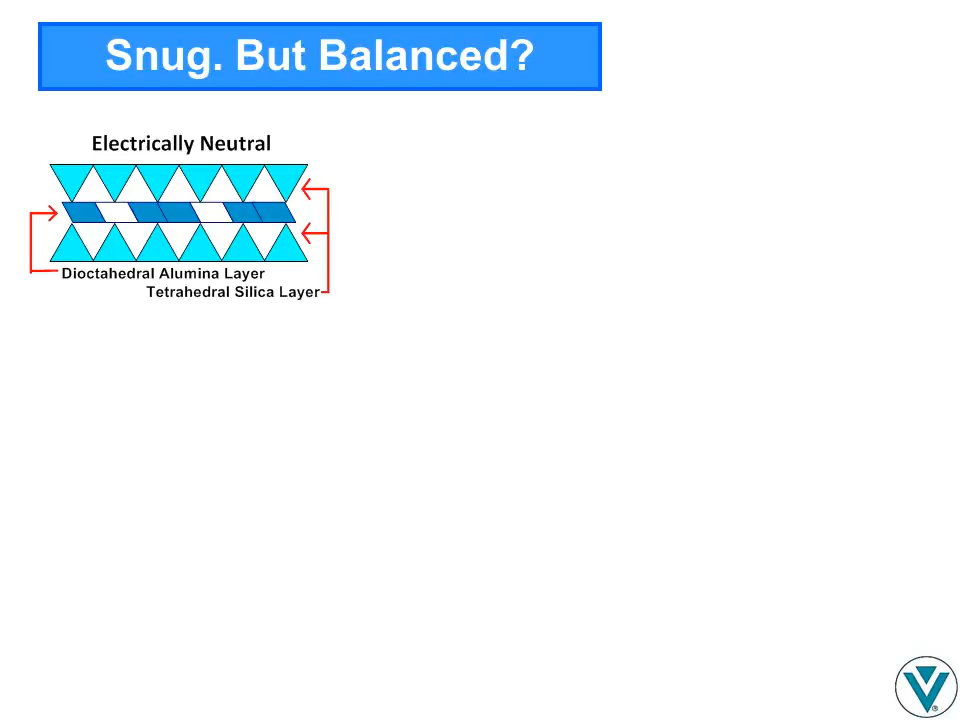 Snug. But Balanced?
Electrically Neutral
Dioctahedral Alumina Layer
Tetrahedral Silica Layer
®